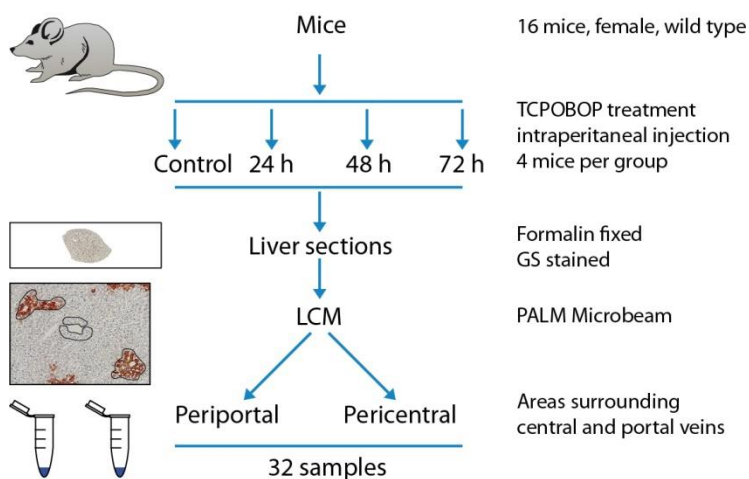 Mice
16 mice, female, wild type
TCPOBOP treatment
intraperitaneal injection
4 mice per group
Control 24 h 48 h 72 h
Liver sections
Formalin fixed
GS stained
LCM
PALM Microbeam
Periportal Pericentral
Areas surrounding
central and portal veins
32 samples